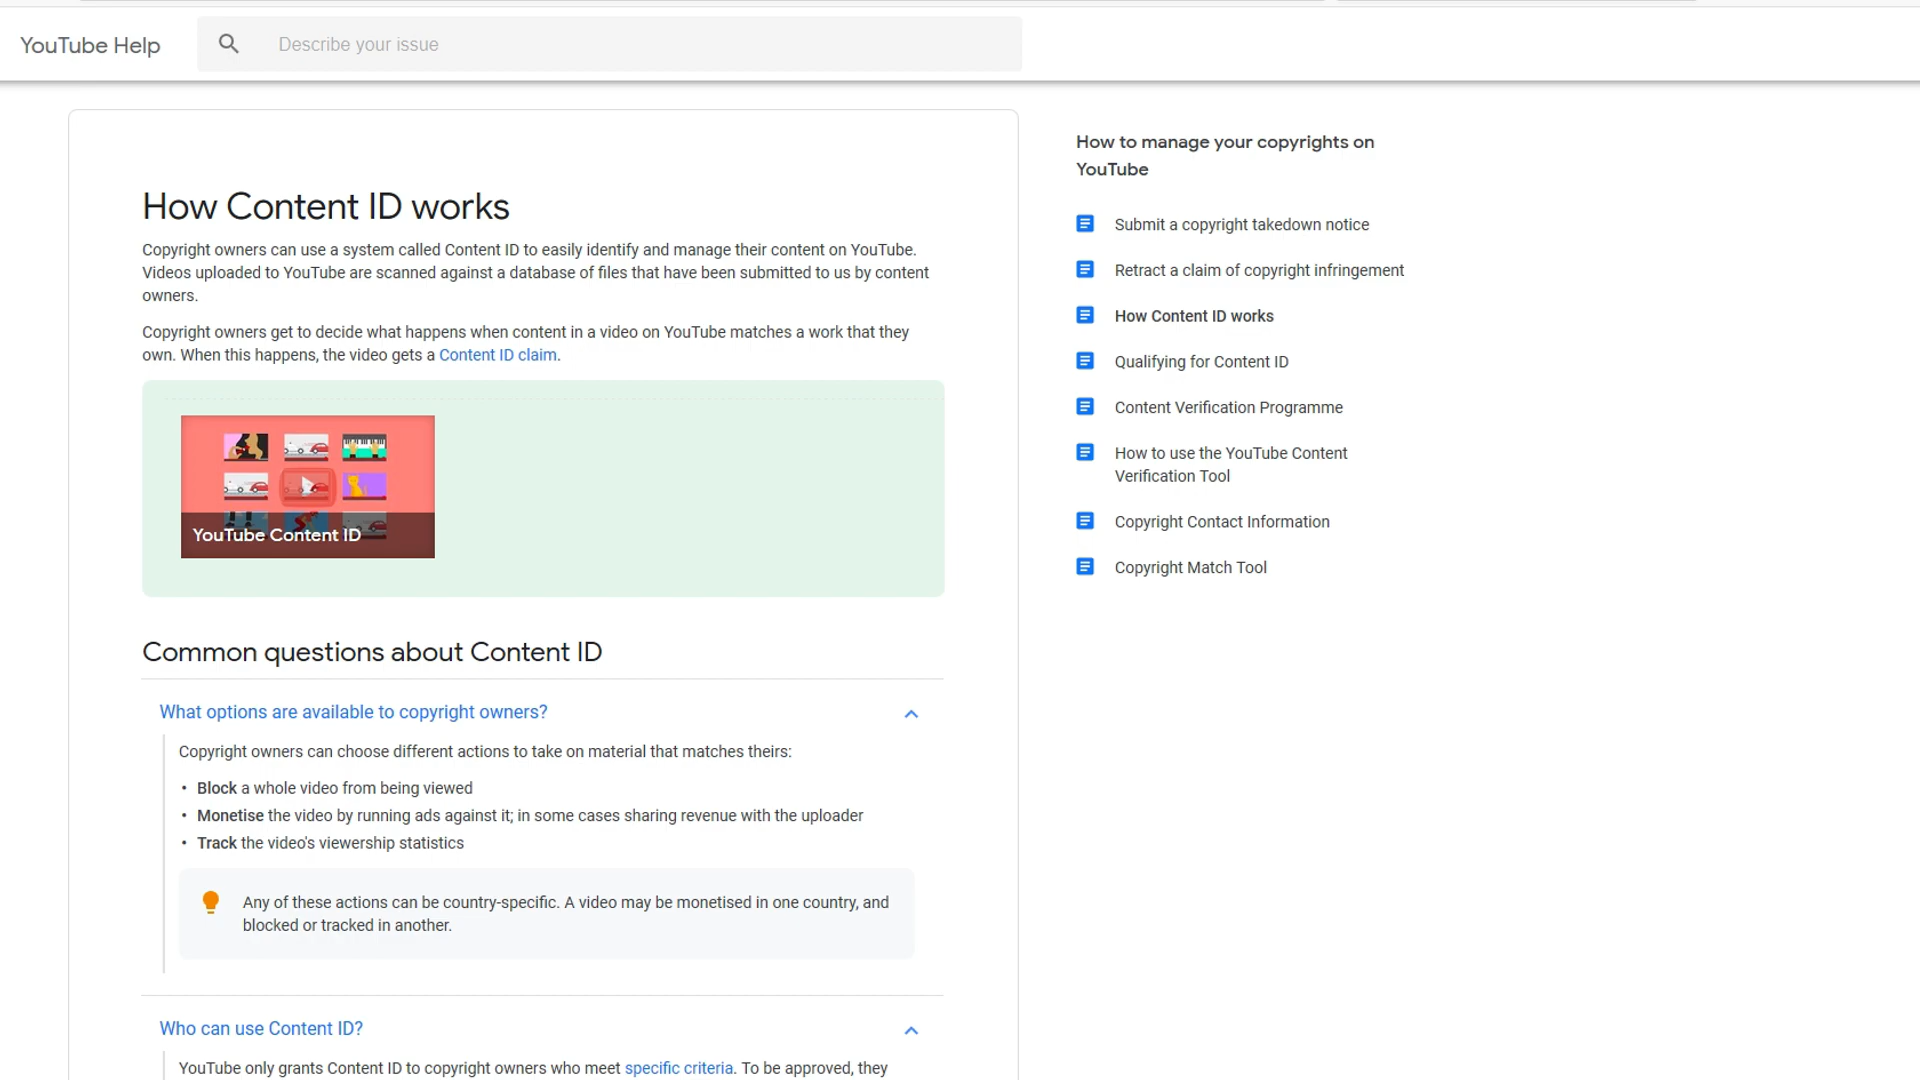 YouTube Help
Describe your issue
How Content ID works
Copyright owners can use a system called Content ID to easily identify and manage their content on YouTube.
Videos uploaded to YouTube are scanned against a database of files that have been submitted to us by content
owners.
Copyright owners get to decide what happens when content in a video on YouTube matches a work that they
own. When this happens, the video gets a Content ID claim.
YouTube Content ID
Common questions about Content ID
What options are available to copyright owners?
Copyright owners can choose different actions to take on material that matches theirs:
• Block a whole video from being viewed
• Monetise the video by running ads against it; in some cases sharing revenue with the uploader
• Track the video's viewership statistics
Any of these actions can be country-specific. A video may be monetised in one country, and
blocked or tracked in another.
Who can use Content ID?
YouTube only grants Content ID to copyright owners who meet specific criteria. To be approved, they
How to manage your copyrights on
YouTube
Submit a copyright takedown notice
Retract a claim of copyright infringement
How Content ID works
Qualifying for Content ID
Content Verification Programme
How to use the YouTube Content
Verification Tool
Copyright Contact Information
Copyright Match Tool